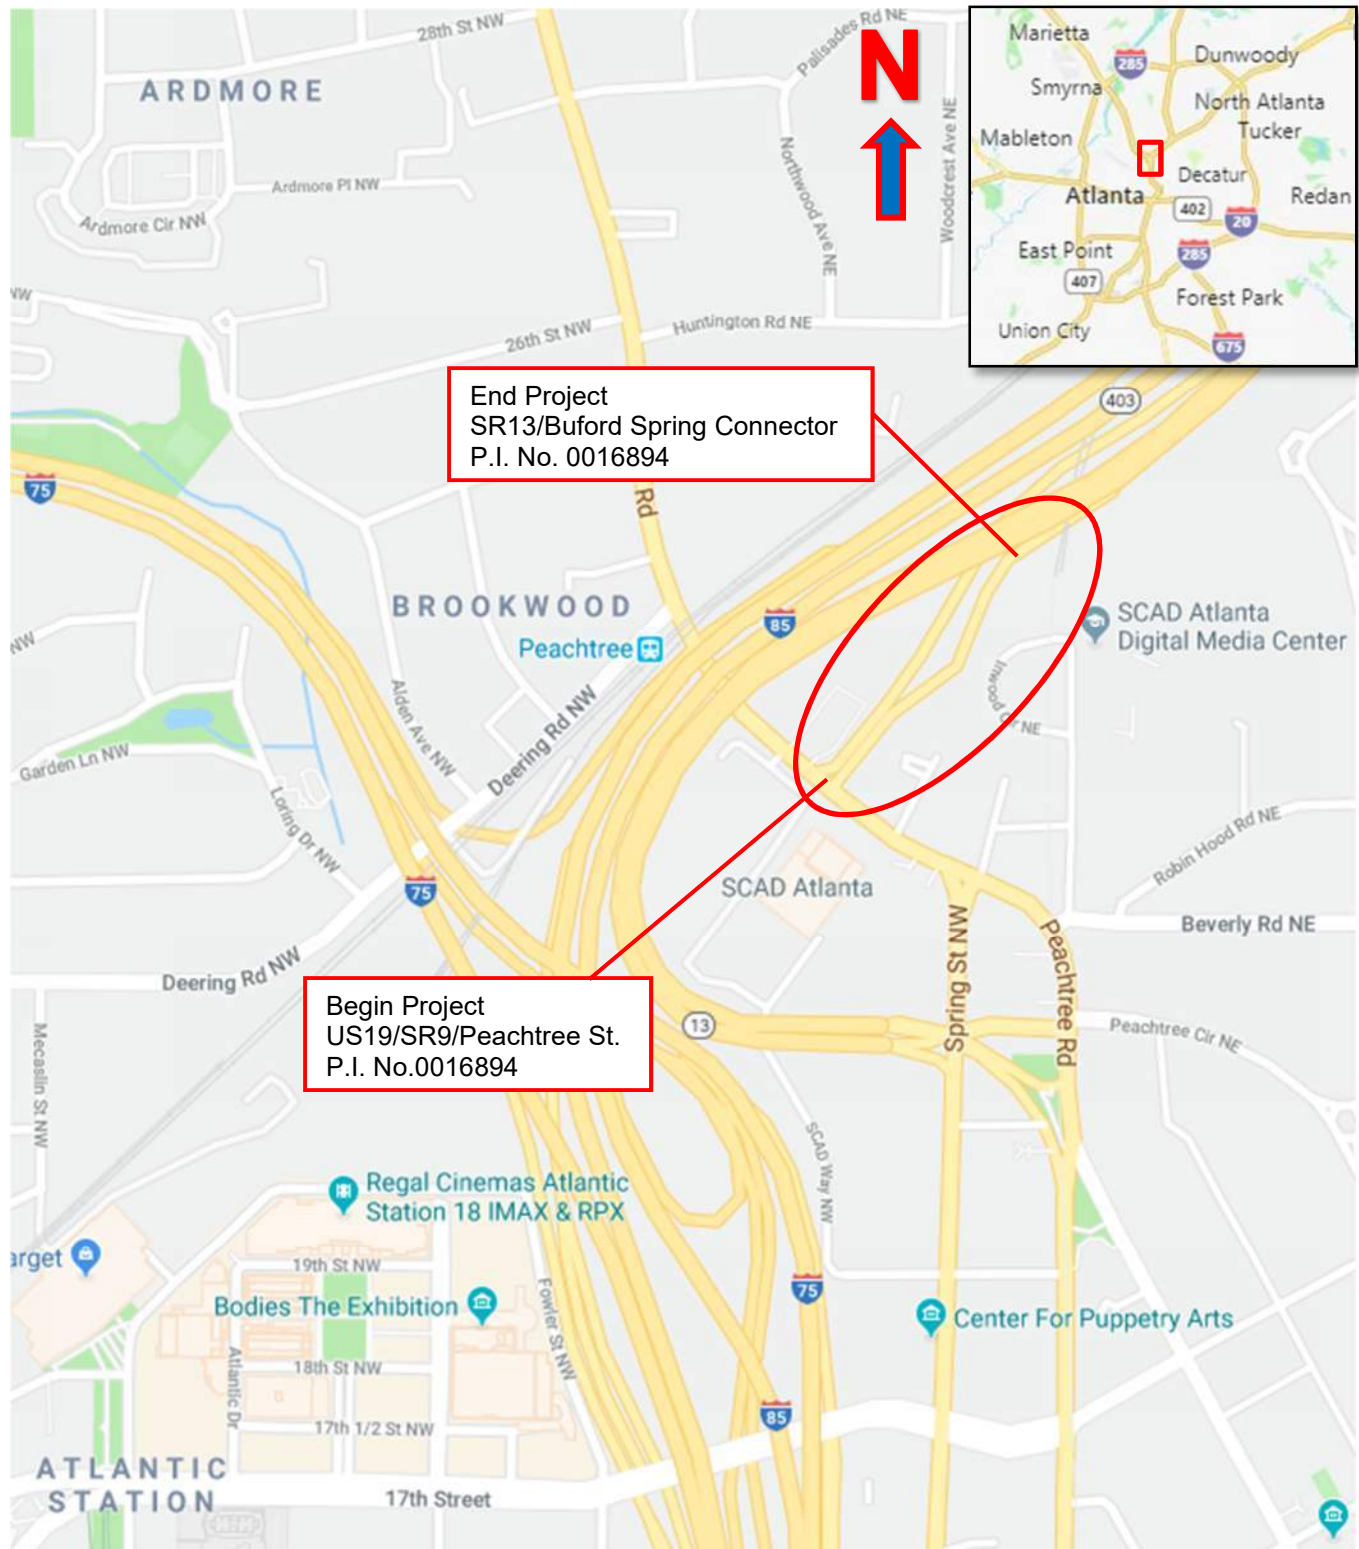 28th St NW
Palisades Rd NE
ARDMORE
N
Northwood Ave NE
Woodcrest Ave NE
Ardmore Pl NW
Ardmore Cir NW
Marietta
285
Dunwoody
Smyrna
North Atlanta
Tucker
Mableton
Decatur
Atlanta
402
Redan
20
East Point
285
407
Forest Park
Union City
675
NW
26th St NW
Huntington Rd NE
End Project
SR13/Buford Spring Connector
P.I. No. 0016894
403
75
Rd
BROOKWOOD
85
Peachtree
SCAD Atlanta
Digital Media Center
NW
Inwood Cir NE
Alden Ave NW
Deering Rd NW
Garden Ln NW
Loring Dr NW
Robin Hood Rd NE
75
SCAD Atlanta
Beverly Rd NE
Spring St NW
Peachtree Rd
Deering Rd NW
Begin Project
US19/SR9/Peachtree St.
P.I. No.0016894
13
Peachtree Cir NE
Mecaslin St NW
SCAD Way NW
Regal Cinemas Atlantic
Station 18 IMAX & RPX
arget
19th St NW
Fowler St NW
75
Bodies The Exhibition
Center For Puppetry Arts
Atlantic Dr
18th St NW
85
17th 1/2 St NW
ATLANTIC
STATION
17th Street